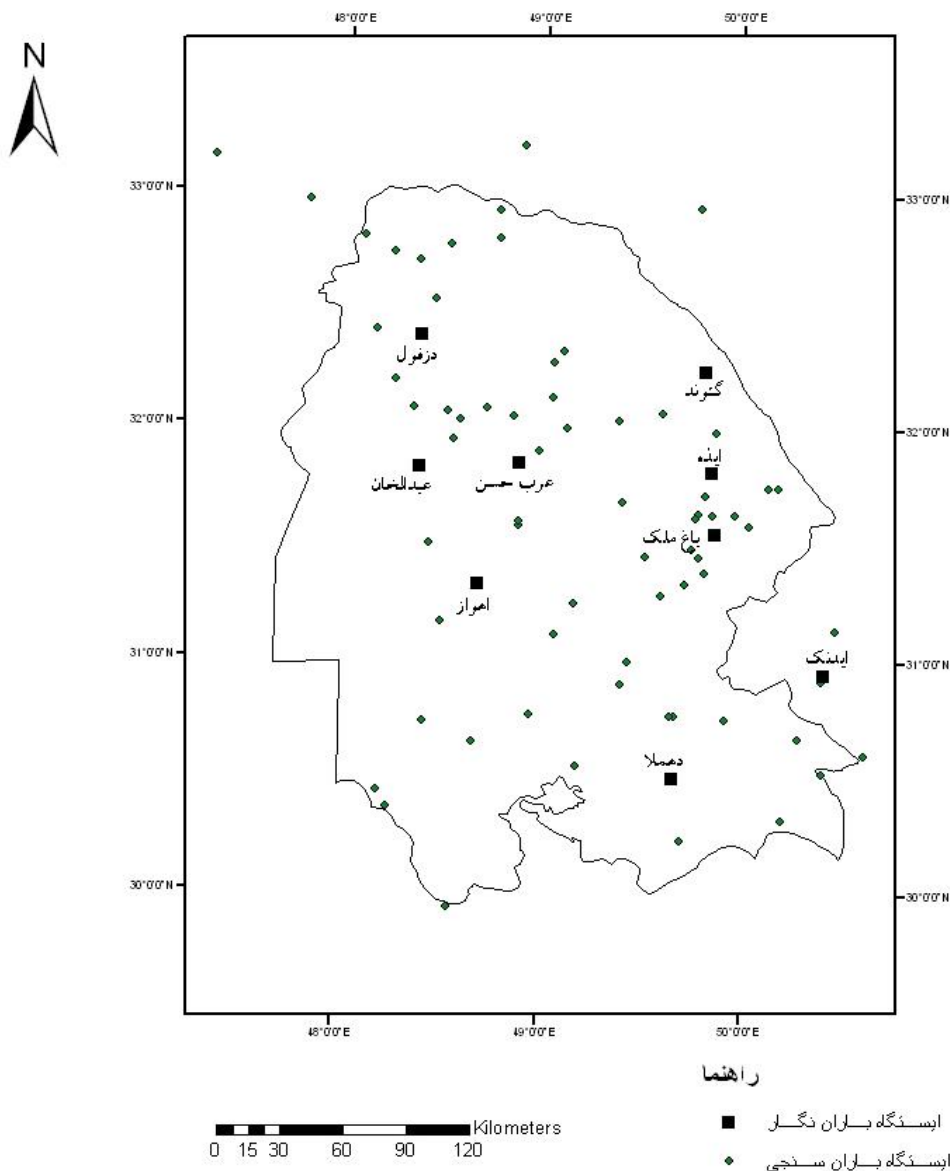 48°0'0"E 49°0'0"E 50°0'0"E
N
33°0'0"N 33°0'0"N
دزفول
گتوند
32°0'0"N 32°0'0"N
ایذه
عبدالخان
عرب حسن
باغ ملک
اهواز
31°0'0"N 31°0'0"N
ایدنک
دهملا
30°0'0"N 30°0'0"N
48°0'0"E 49°0'0"E 50°0'0"E
راهنما
ایستگاه باران نگار
ایستگاه باران سنجی
Kilometers
0 15 30 60 90 120